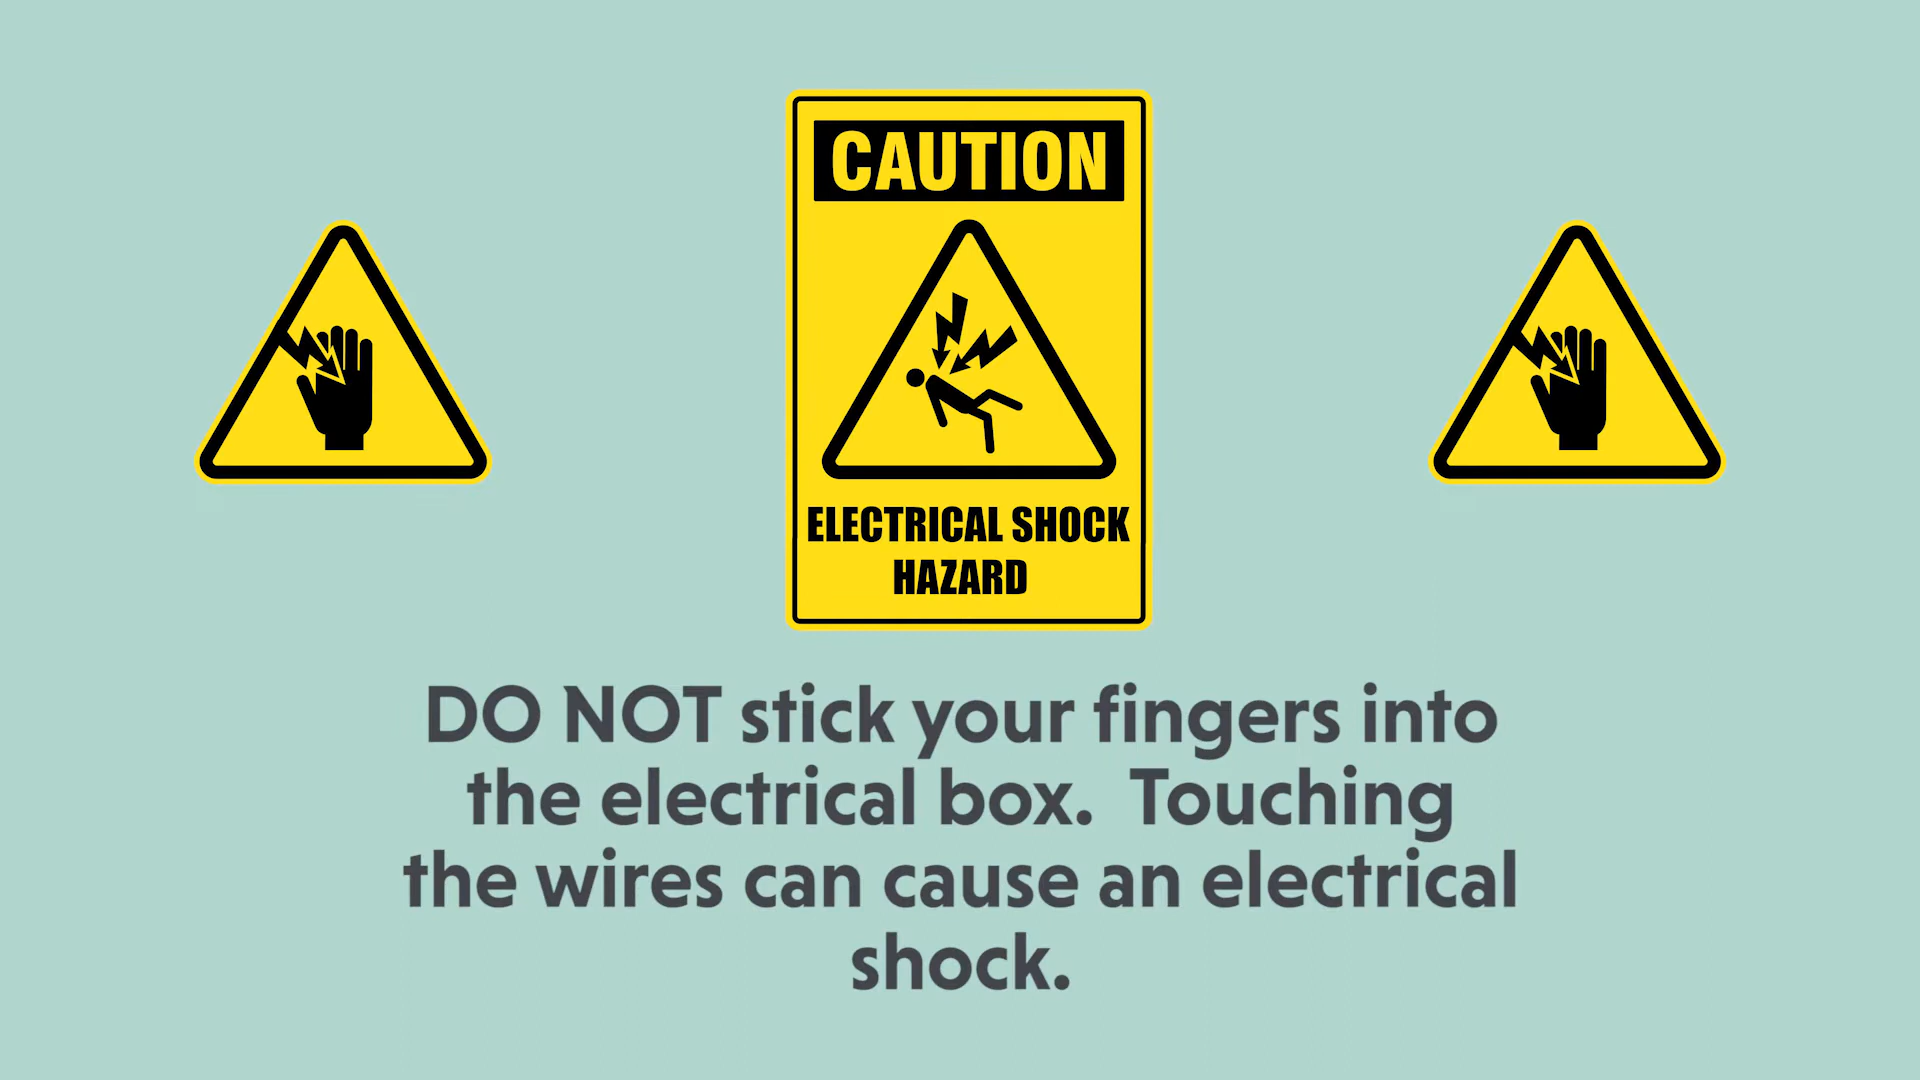 CAUTION
ELECTRICAL SHOCK
HAZARD
DO NOT stick your fingers into
the electrical box.  Touching
the wires can cause an electrical
shock.